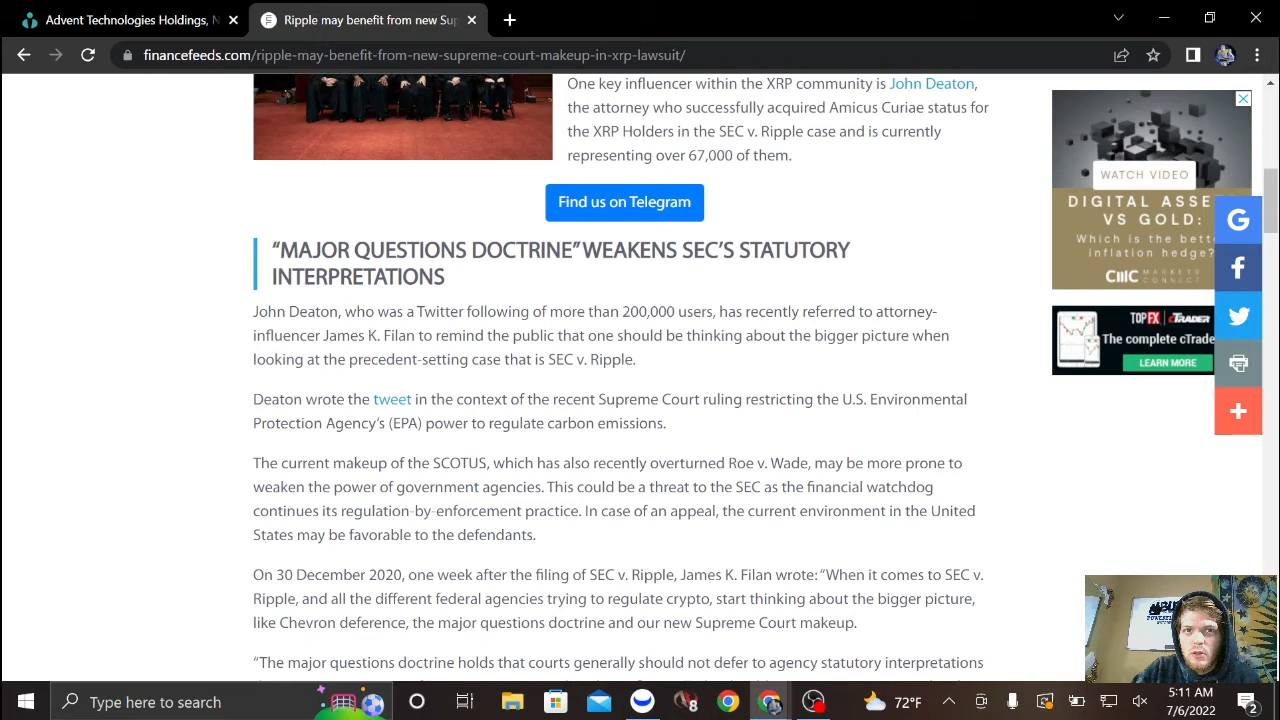 Advent Technologies Holdings, N
Ripple may benefit from new Sup
financefeeds.com/ripple-may-benefit-from-new-supreme-court-makeup-in-xrp-lawsuit/
One key influencer within the XRP community is John Deaton,
the attorney who successfully acquired Amicus Curiae status for
the XRP Holders in the SEC v. Ripple case and is currently
representing over 67,000 of them.
Find us on Telegram
“MAJOR QUESTIONS DOCTRINE” WEAKENS SEC’S STATUTORY
INTERPRETATIONS
John Deaton, who was a Twitter following of more than 200,000 users, has recently referred to attorney-
influencer James K. Filan to remind the public that one should be thinking about the bigger picture when
looking at the precedent-setting case that is SEC v. Ripple.
Deaton wrote the tweet in the context of the recent Supreme Court ruling restricting the U.S. Environmental
Protection Agency’s (EPA) power to regulate carbon emissions.
The current makeup of the SCOTUS, which has also recently overturned Roe v. Wade, may be more prone to
weaken the power of government agencies. This could be a threat to the SEC as the financial watchdog
continues its regulation-by-enforcement practice. In case of an appeal, the current environment in the United
States may be favorable to the defendants.
On 30 December 2020, one week after the filing of SEC v. Ripple, James K. Filan wrote: “When it comes to SEC v.
Ripple, and all the different federal agencies trying to regulate crypto, start thinking about the bigger picture,
like Chevron deference, the major questions doctrine and our new Supreme Court makeup.
“The major questions doctrine holds that courts generally should not defer to agency statutory interpretations
WATCH VIDEO
DIGITAL ASSE
VS GOLD:
Which is the bett
inflation hedge?
CMC MARKETS
CONNECT
TOPFX cTRADER
The complete cTrade
LEARN MORE
Type here to search
8
72°F
5:11 AM
7/6/2022
2